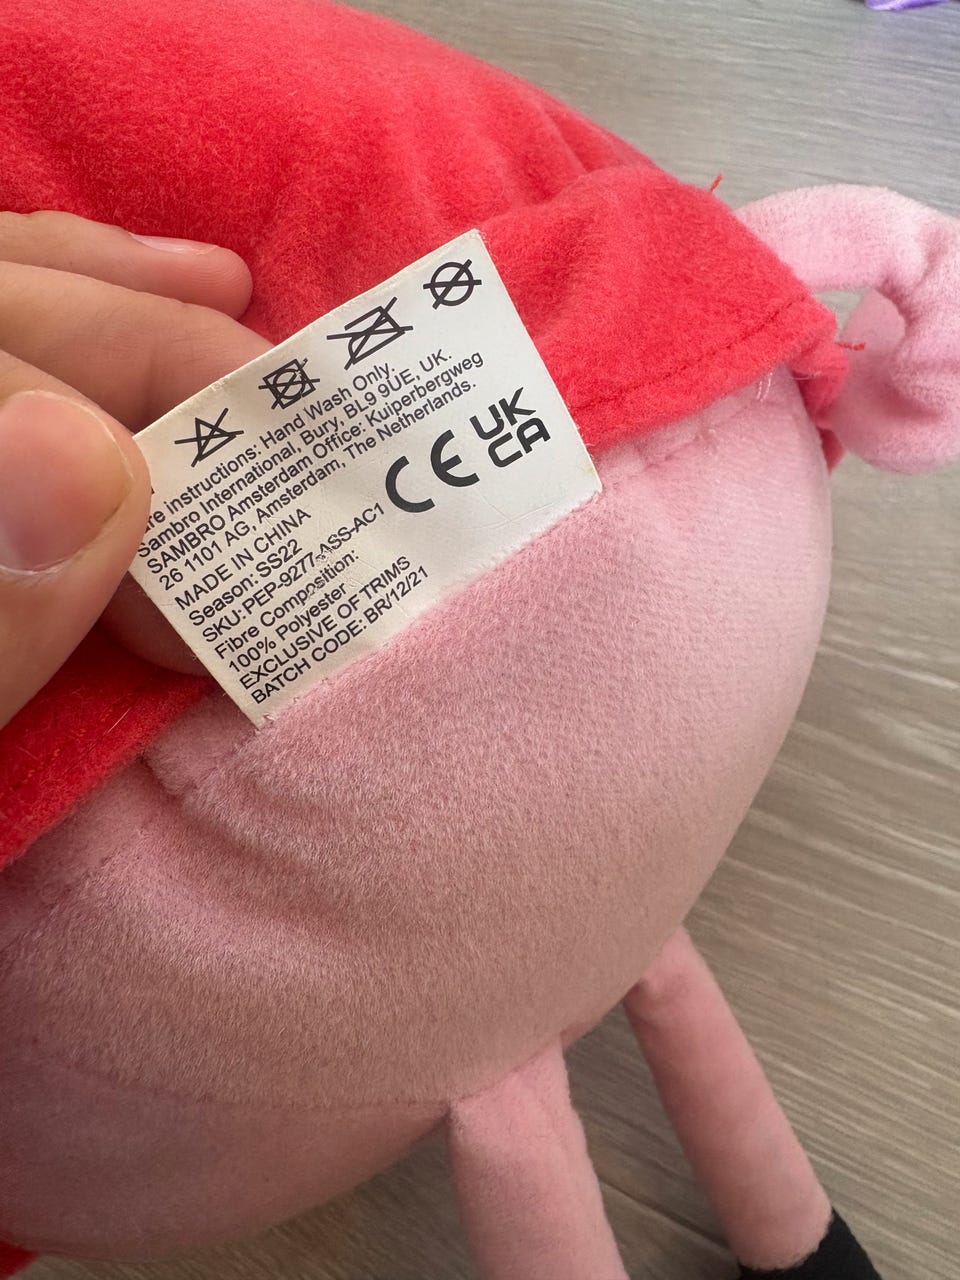 re instructions: Hand Wash Only.
Sambro International, Bury, BL9 9UE, UK.
SAMBRO Amsterdam Office: Kuiperbergweg
26 1101 AG, Amsterdam, The Netherlands.
MADE IN CHINA
Season: SS22
SKU: PEP-9277-ASS-AC1
Fibre Composition:
100% Polyester
EXCLUSIVE OF TRIMS
BATCH CODE: BR/12/21
CE
UK
CA